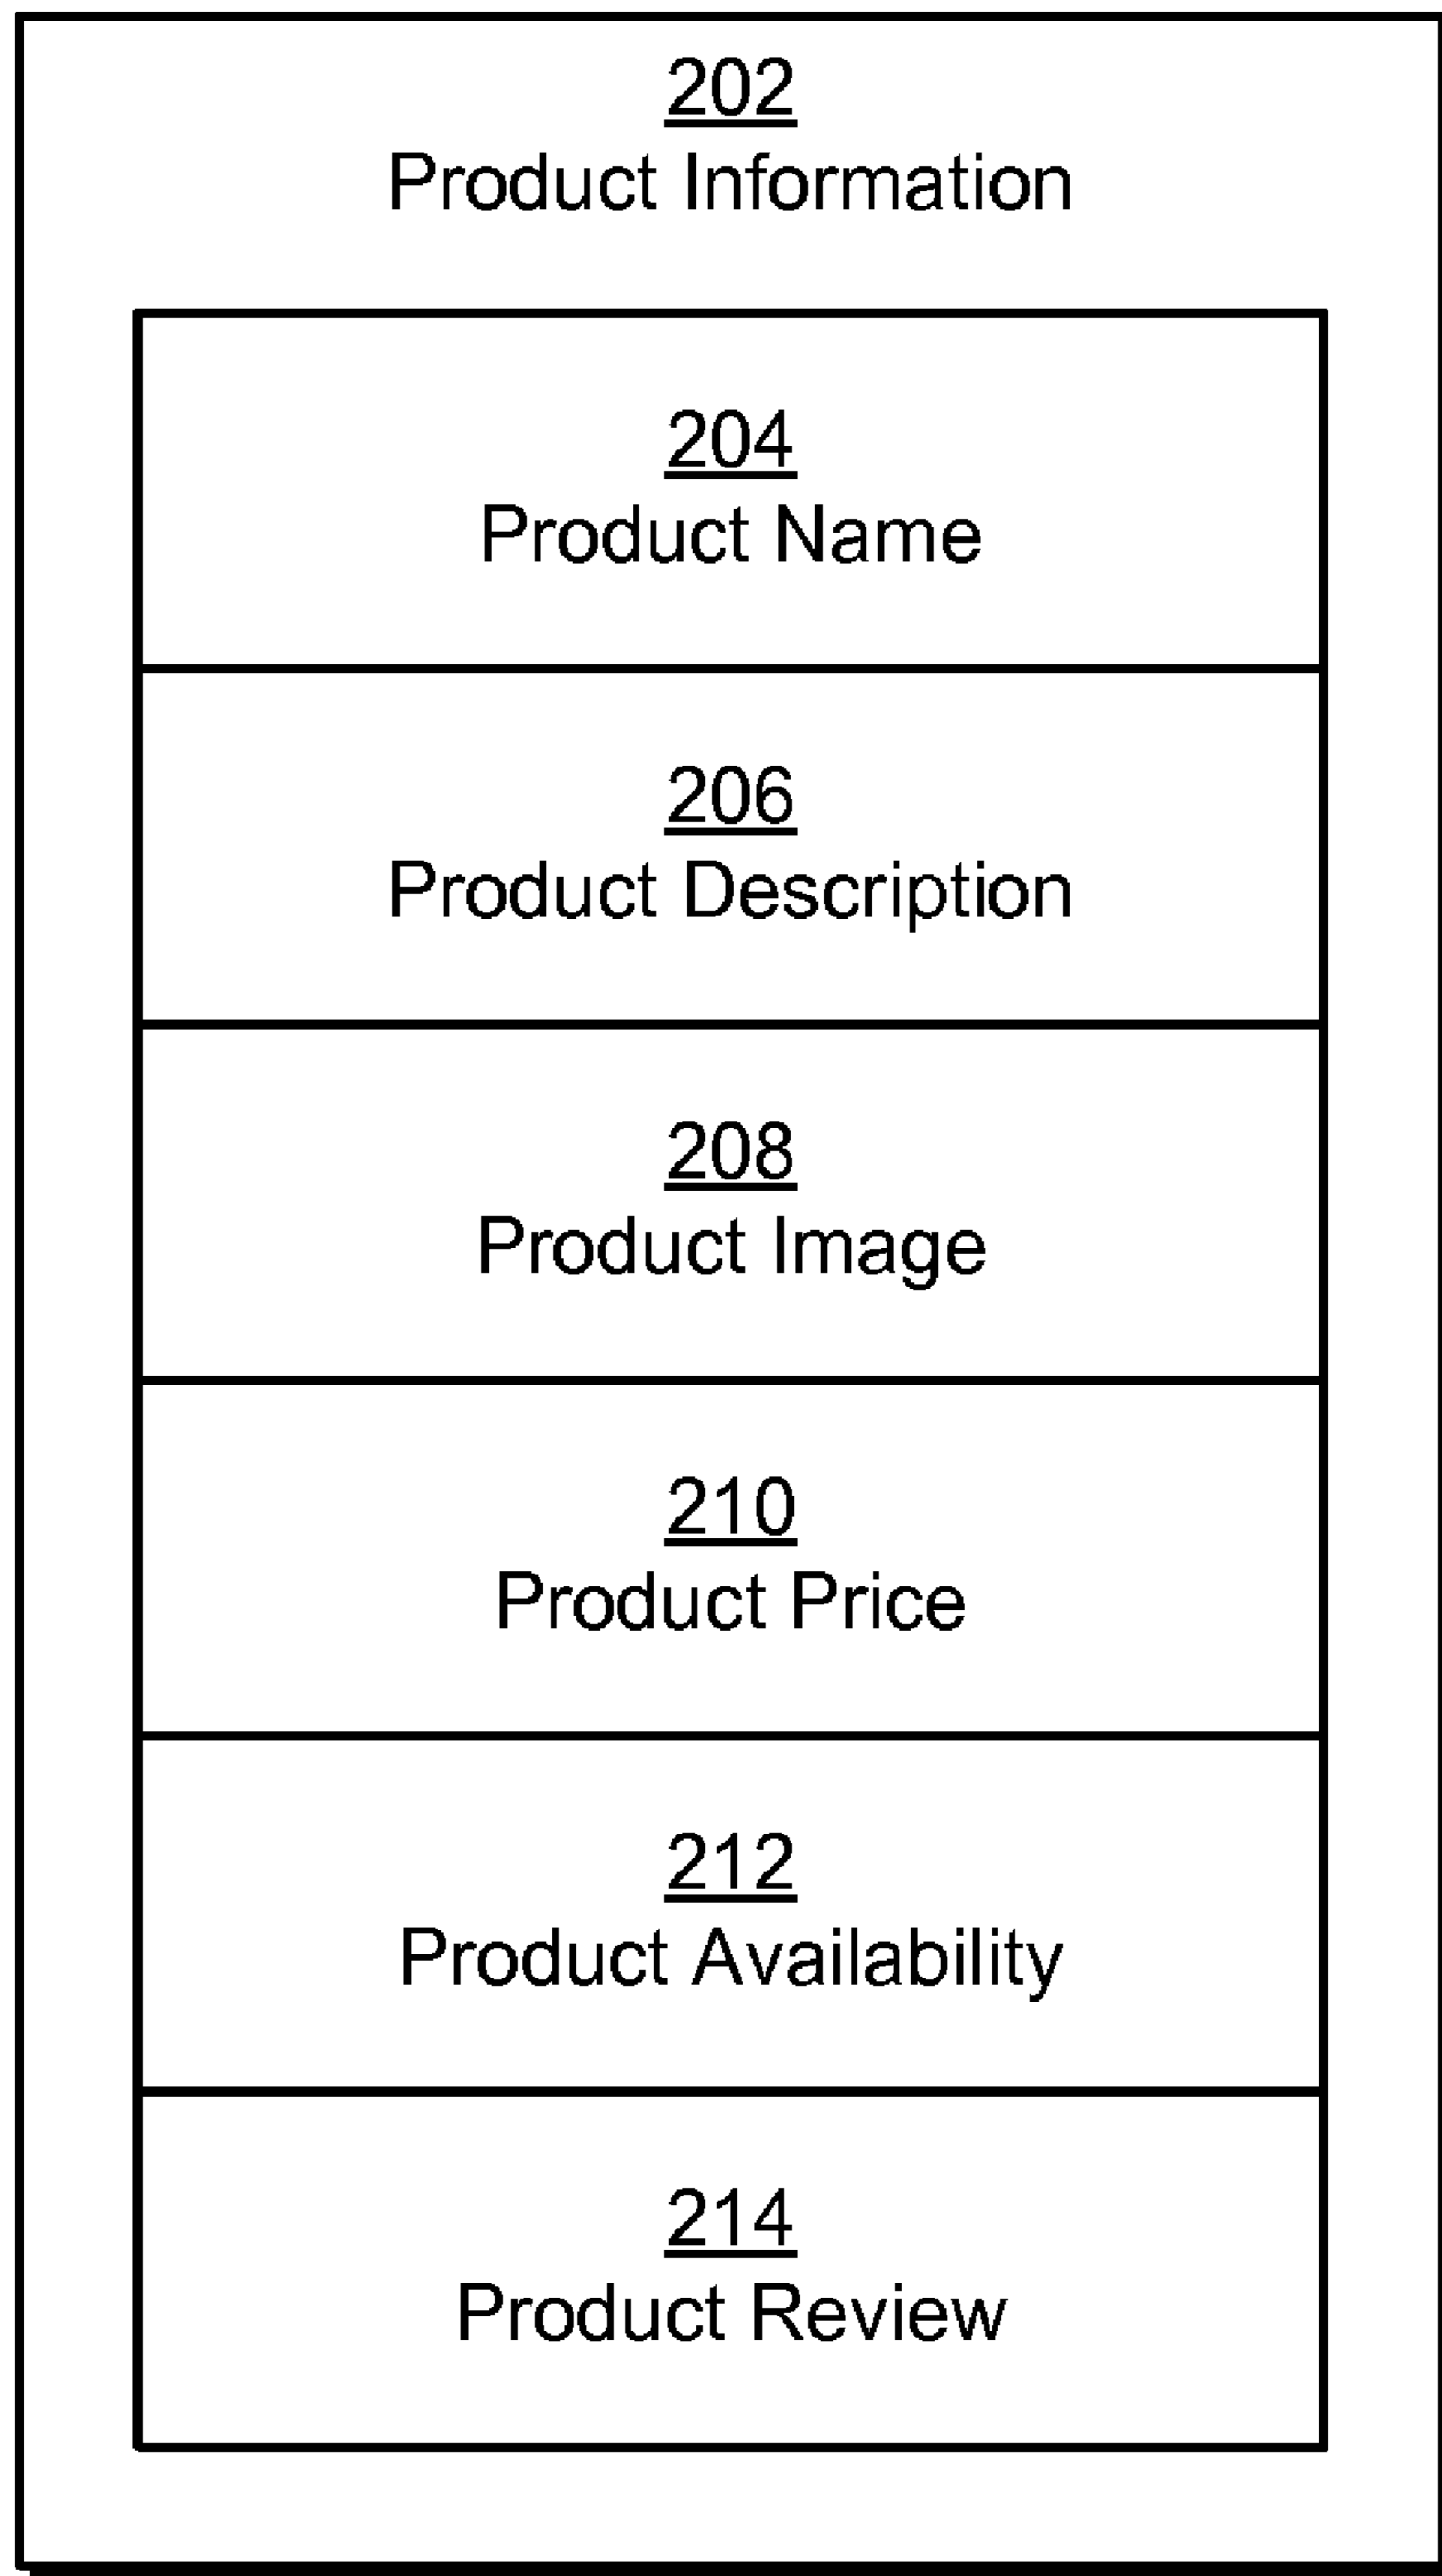 202
Product Information
204
Product Name
206
Product Description
208
Product Image
210
Product Price
212
Product Availability
214
Product Review